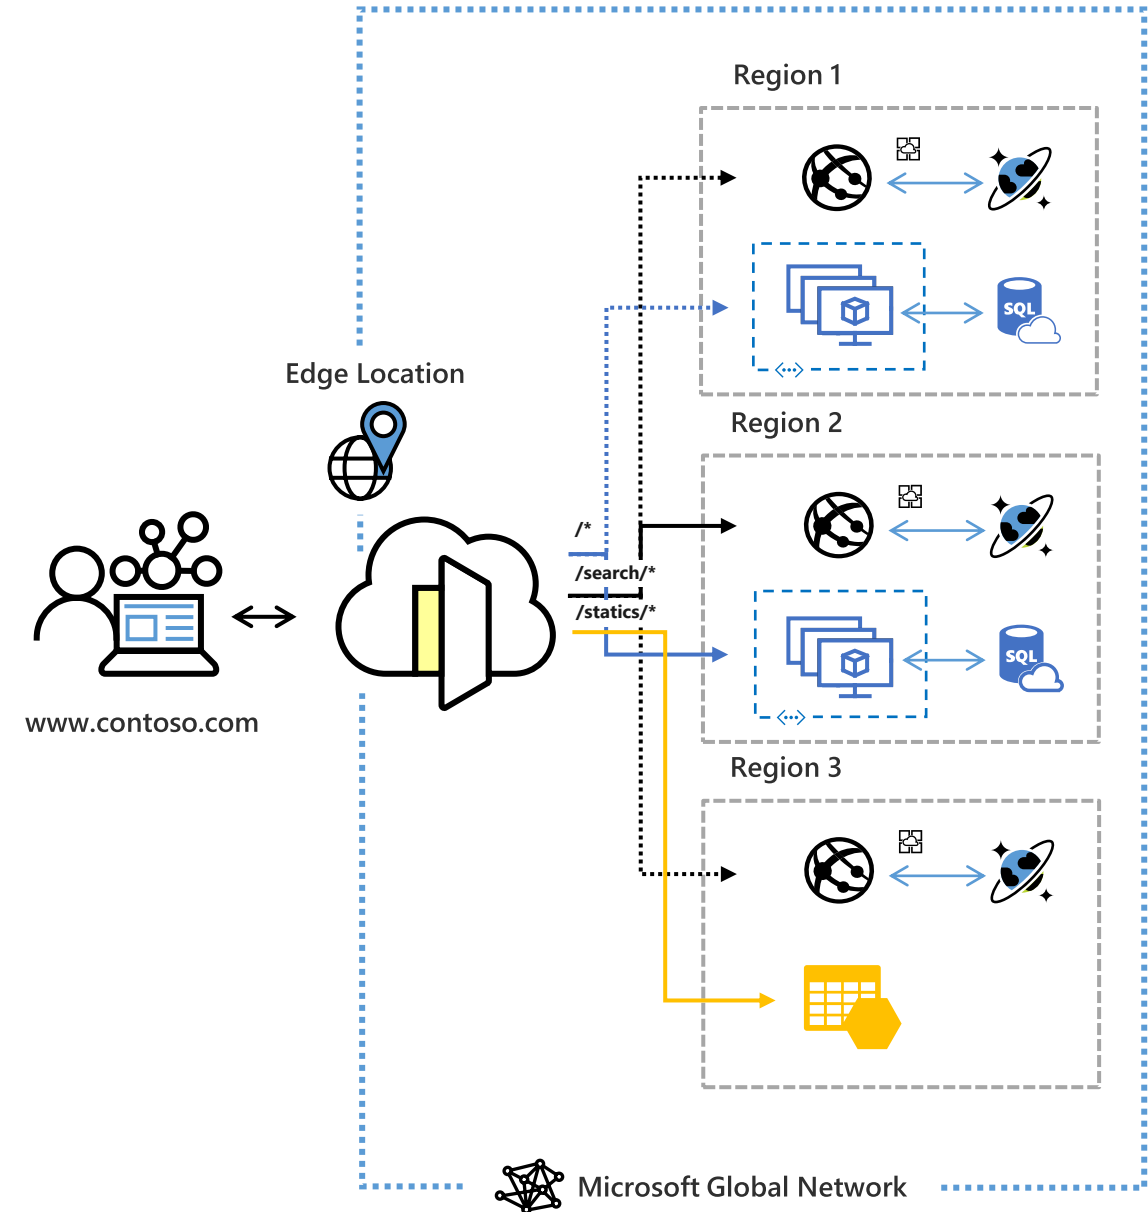 Region 1
SQL
Edge Location
Region 2
/*
/search/*
/statics/*
SQL
www.contoso.com
Region 3
Microsoft Global Network